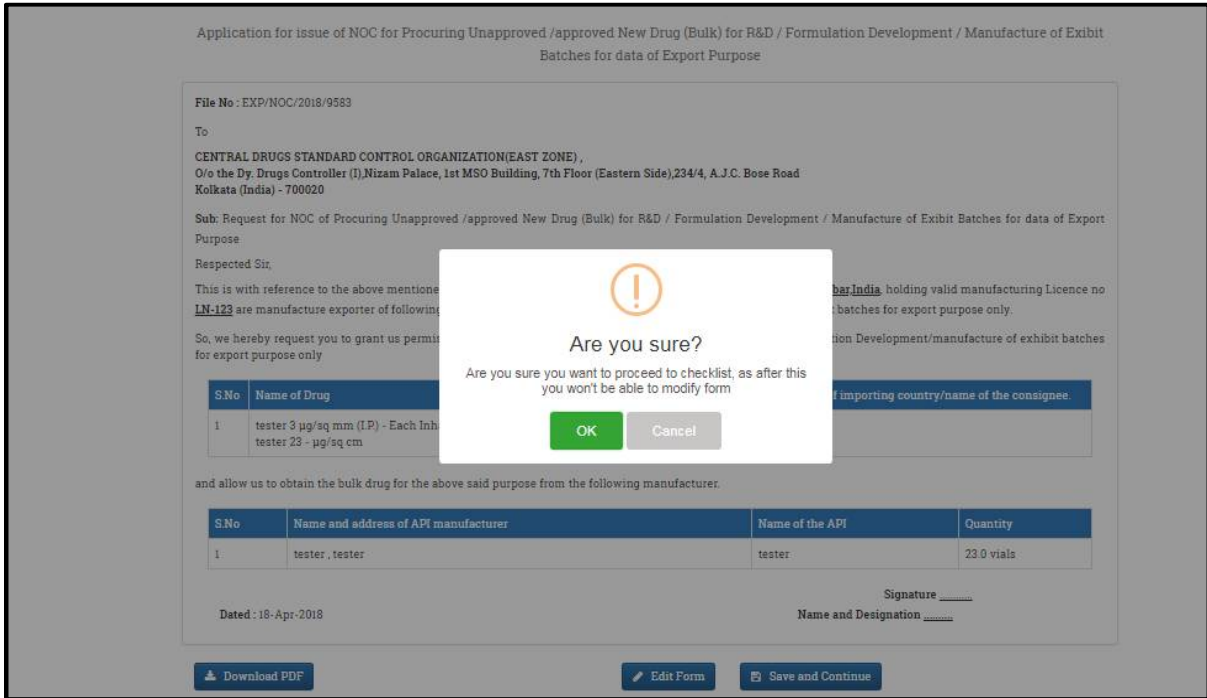 Application for issue of NOC for Procuring Unapproved /approved New Drug (Bulk) for R&D / Formulation Development / Manufacture of Exibit
Batches for data of Export Purpose
File No : EXP/NOC/2018/9583
To
CENTRAL DRUGS STANDARD CONTROL ORGANIZATION(EAST ZONE) ,
O/o the Dy. Drugs Controller (I),Nizam Palace, 1st MSO Building, 7th Floor (Eastern Side),234/4, A.J.C. Bose Road
Kolkata (India) - 700020
Sub: Request for NOC of Procuring Unapproved /approved New Drug (Bulk) for R&D / Formulation Development / Manufacture of Exibit Batches for data of Export
Purpose
Respected Sir,
This is with reference to the above mentione bar,India, holding valid manufacturing Licence no
LN-123 are manufacture exporter of following batches for export purpose only.
So, we hereby request you to grant us permi tion Development/manufacture of exhibit batches
for export purpose only
Are you sure?
Are you sure you want to proceed to checklist, as after this
you won't be able to modify form
OK Cancel
S.No Name of Drug f importing country/name of the consignee.
1 tester 3 µg/sq mm (I.P.) - Each Inh
tester 23 - µg/sq cm
and allow us to obtain the bulk drug for the above said purpose from the following manufacturer.
S.No Name and address of API manufacturer Name of the API Quantity
1 tester , tester tester 23.0 vials
Signature ..........
Dated : 18-Apr-2018 Name and Designation .........
Download PDF Edit Form Save and Continue